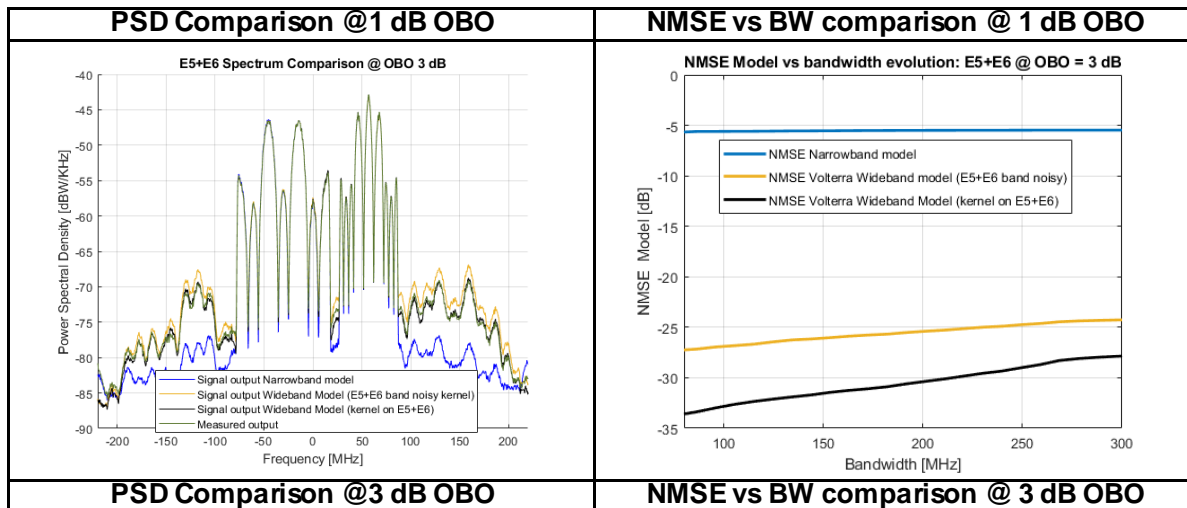 PSD Comparison @1 dB OBO
NMSE vs BW comparison @ 1 dB OBO
E5+E6 Spectrum Comparison @ OBO 3 dB
-40
-45
-50
-55
-60
-65
-70
-75
-80
-85
-90
Power Spectral Density [dBW/KHz]
Signal output Narrowband model
Signal output Wideband Model (E5+E6 band noisy kernel)
Signal output Wideband Model (kernel on E5+E6)
Measured output
-200 -150 -100 -50 0 50 100 150 200
Frequency [MHz]
NMSE Model vs bandwidth evolution: E5+E6 @ OBO = 3 dB
0
-5
-10
-15
-20
-25
-30
-35
NMSE Model [dB]
NMSE Narrowband model
NMSE Volterra Wideband model (E5+E6 band noisy)
NMSE Volterra Wideband Model (kernel on E5+E6)
100 150 200 250 300
Bandwidth [MHz]
PSD Comparison @3 dB OBO
NMSE vs BW comparison @ 3 dB OBO